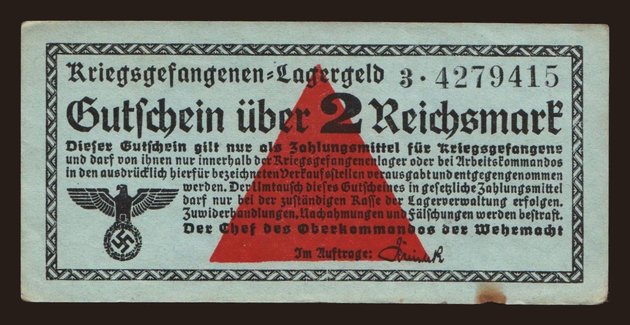 Kriegsgefangenen-Lagergeld 3·4279415
Gutschein über 2 Reichsmark
Dieser Gutschein gilt nur als Zahlungsmittel für Kriegsgefangene
und darf von ihnen nur innerhalb der Kriegsgefangenenlager oder bei Arbeitskommandos
in den ausdrücklich hierfür bezeichneten Verkaufsstellen verausgabt und entgegengenommen
werden. Der Umtausch dieses Gutscheines in gesetzliche Zahlungsmittel
darf nur bei der zuständigen Kasse der Lagerverwaltung erfolgen.
Zuwiderhandlungen, Nachahmungen und Fälschungen werden bestraft.
Der Chef des Oberkommandos der Wehrmacht
Im Auftrage: